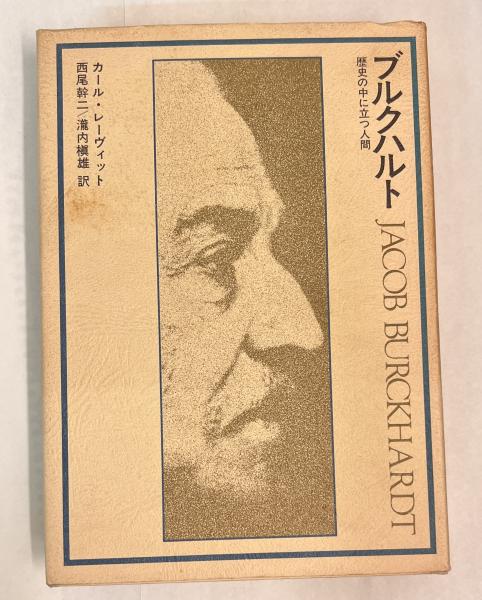 ブルクハルト
歴史の中に立つ人間
JACOB BURCKHARDT
カール・レーヴィット
西尾幹二／瀧内槇雄 訳